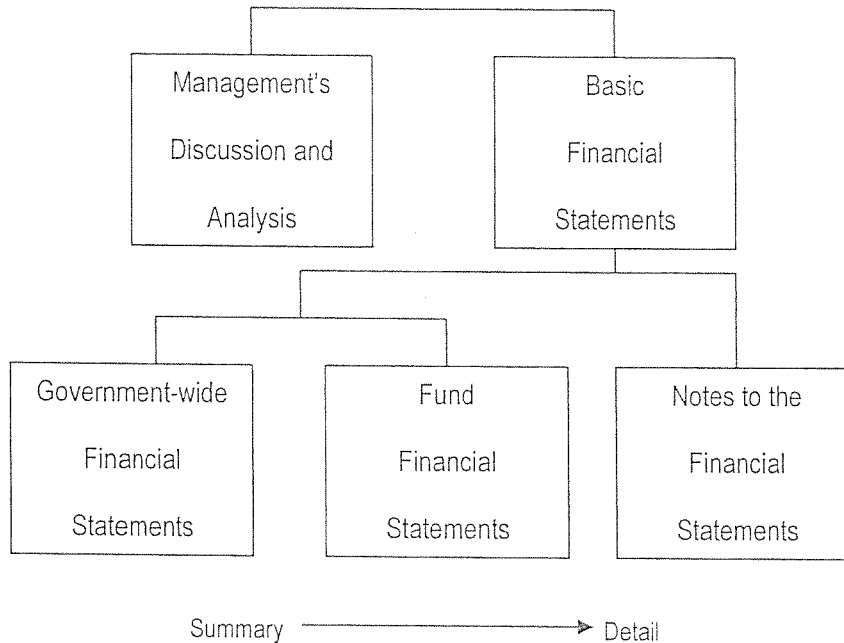 Management's
Discussion and
Analysis
Basic
Financial
Statements
Government-wide
Financial
Statements
Fund
Financial
Statements
Notes to the
Financial
Statements
Summary
Detail